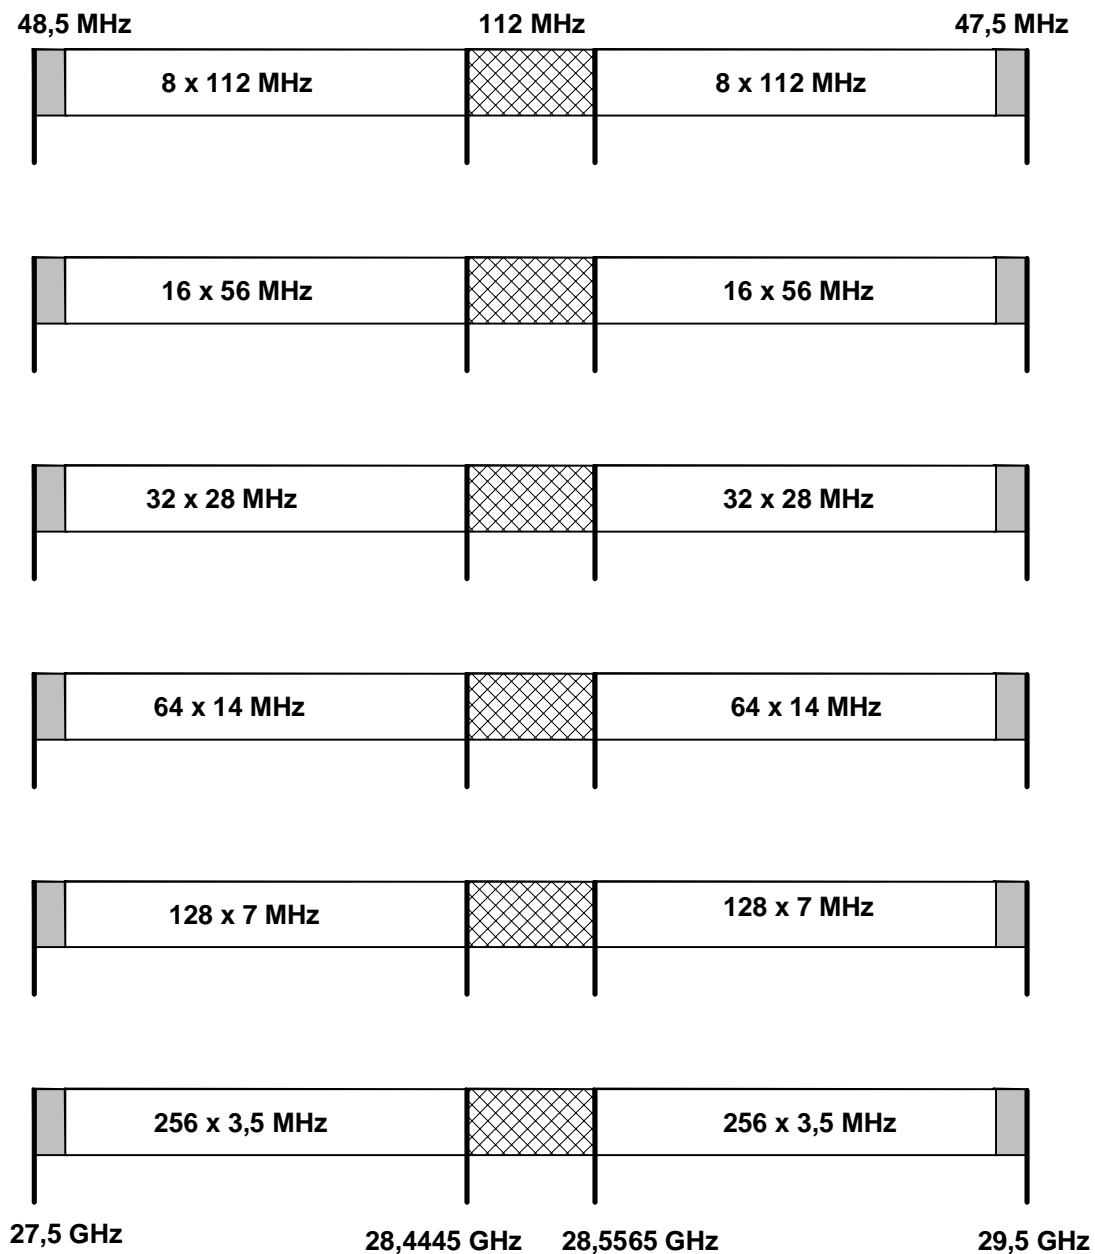 48,5 MHz 112 MHz 47,5 MHz
8 x 112 MHz 8 x 112 MHz
16 x 56 MHz 16 x 56 MHz
32 x 28 MHz 32 x 28 MHz
64 x 14 MHz 64 x 14 MHz
128 x 7 MHz 128 x 7 MHz
256 x 3,5 MHz 256 x 3,5 MHz
27,5 GHz 28,4445 GHz 28,5565 GHz 29,5 GHz